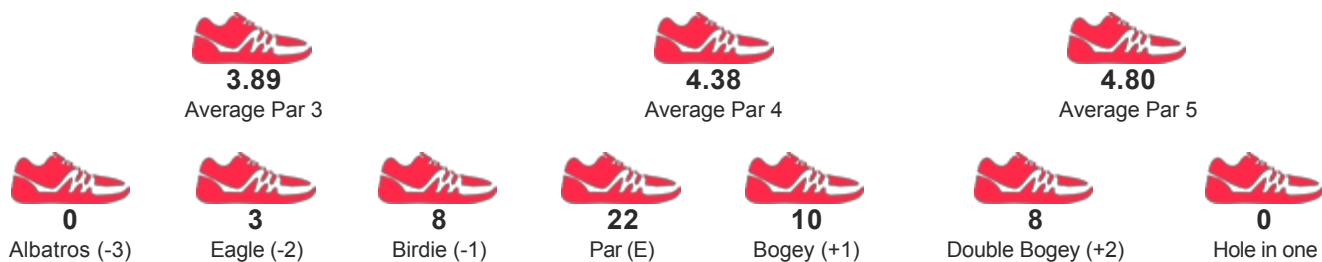 3.89 4.38 4.80
Average Par 3 Average Par 4 Average Par 5
0 3 8 22 10 8 0
Albatros (-3) Eagle (-2) Birdie (-1) Par (E) Bogey (+1) Double Bogey (+2) Hole in one